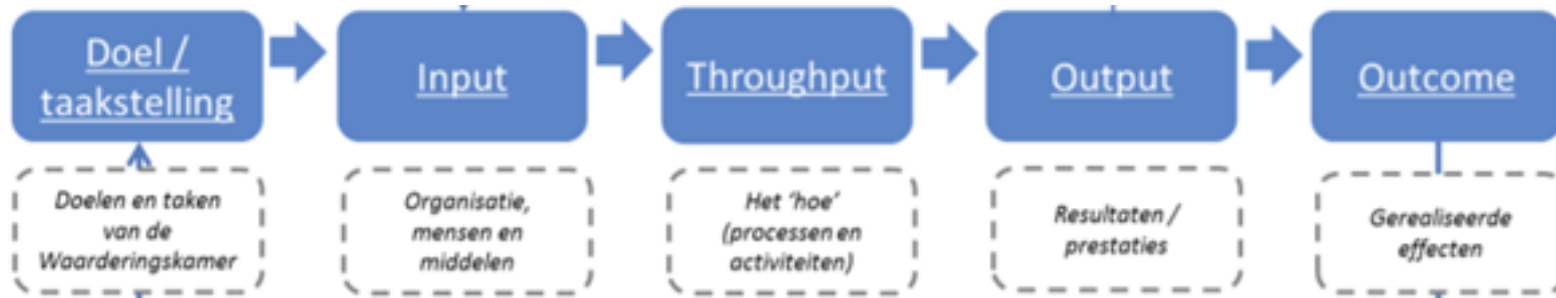 Doel /
taakstelling
Input
Throughput
Output
Outcome
Doelen en taken
van de
Waarderingskamer
Organisatie,
mensen en
middelen
Het ‘hoe’
(processen en
activiteiten)
Resultaten /
prestaties
Gerealiseerde
effecten